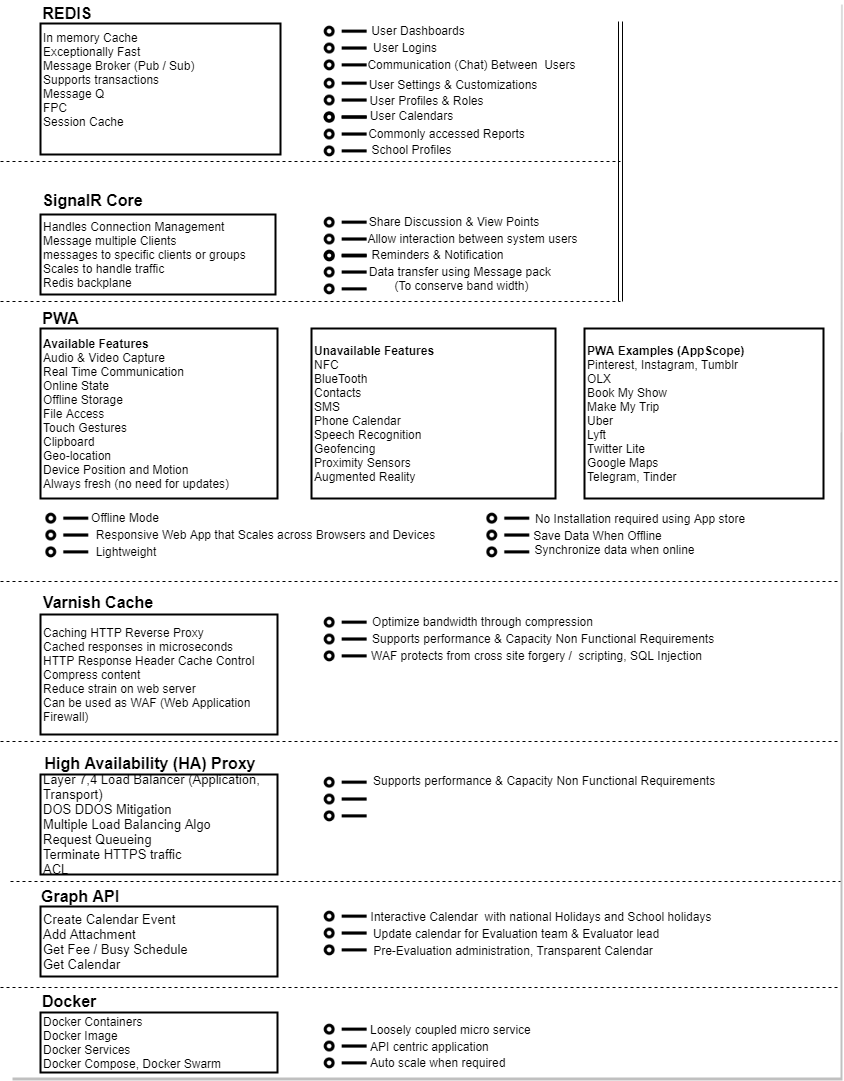 REDIS
In memory Cache
Exceptionally Fast
Message Broker (Pub / Sub)
Supports transactions
Message Q
FPC
Session Cache
User Dashboards
User Logins
Communication (Chat) Between Users
User Settings & Customizations
User Profiles & Roles
User Calendars
Commonly accessed Reports
School Profiles
SignalR Core
Handles Connection Management
Message multiple Clients
messages to specific clients or groups
Scales to handle traffic
Redis backplane
Share Discussion & View Points
Allow interaction between system users
Reminders & Notification
Data transfer using Message pack
(To conserve band width)
PWA
Available Features
Audio & Video Capture
Real Time Communication
Online State
Offline Storage
File Access
Touch Gestures
Clipboard
Geo-location
Device Position and Motion
Always fresh (no need for updates)
Unavailable Features
NFC
BlueTooth
Contacts
SMS
Phone Calendar
Speech Recognition
Geofencing
Proximity Sensors
Augmented Reality
PWA Examples (AppScope)
Pinterest, Instagram, Tumblr
OLX
Book My Show
Make My Trip
Uber
Lyft
Twitter Lite
Google Maps
Telegram, Tinder
Offline Mode
Responsive Web App that Scales across Browsers and Devices
Lightweight
No Installation required using App store
Save Data When Offline
Synchronize data when online
Varnish Cache
Caching HTTP Reverse Proxy
Cached responses in microseconds
HTTP Response Header Cache Control
Compress content
Reduce strain on web server
Can be used as WAF (Web Application
Firewall)
Optimize bandwidth through compression
Supports performance & Capacity Non Functional Requirements
WAF protects from cross site forgery / scripting, SQL Injection
High Availability (HA) Proxy
Layer 7,4 Load Balancer (Application,
Transport)
DOS DDOS Mitigation
Multiple Load Balancing Algo
Request Queueing
Terminate HTTPS traffic
ACL
Supports performance & Capacity Non Functional Requirements
Graph API
Create Calendar Event
Add Attachment
Get Fee / Busy Schedule
Get Calendar
Interactive Calendar with national Holidays and School holidays
Update calendar for Evaluation team & Evaluator lead
Pre-Evaluation administration, Transparent Calendar
Docker
Docker Containers
Docker Image
Docker Services
Docker Compose, Docker Swarm
Loosely coupled micro service
API centric application
Auto scale when required